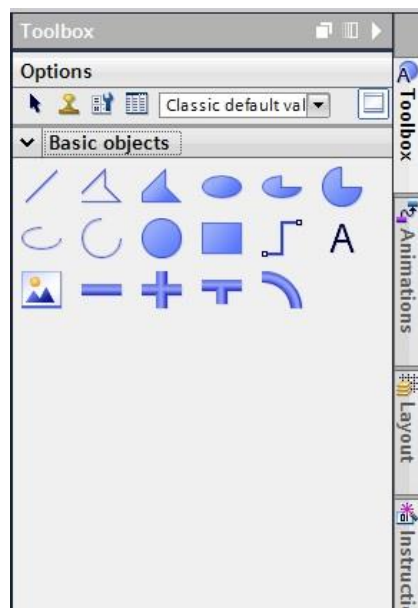 Toolbox
Options
Classic default val
Basic objects
A
Toolbox
Animations
Layout
Instructi